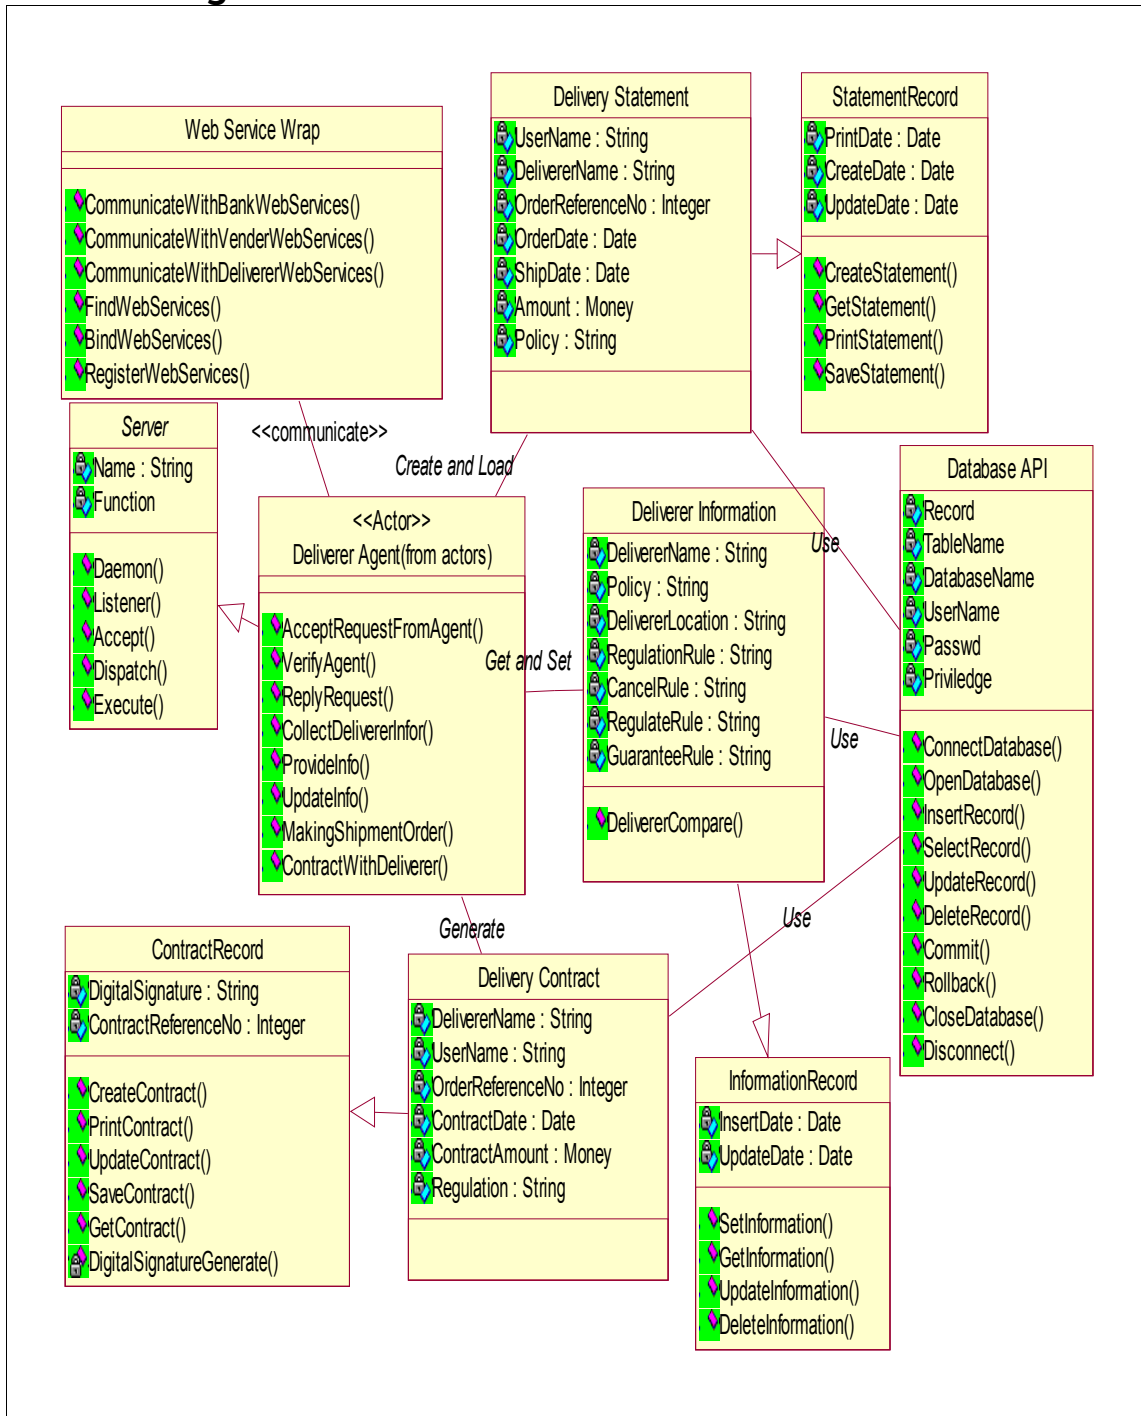 Web Service Wrap
CommunicateWithBankWebServices()
CommunicateWithVenderWebServices()
CommunicateWithDelivererWebServices()
FindWebServices()
BindWebServices()
RegisterWebServices()
Delivery Statement
UserName : String
DelivererName : String
OrderReferenceNo : Integer
OrderDate : Date
ShipDate : Date
Amount : Money
Policy : String
StatementRecord
PrintDate : Date
CreateDate : Date
UpdateDate : Date
CreateStatement()
GetStatement()
PrintStatement()
SaveStatement()
Server
Name : String
Function
Daemon()
Listener()
Accept()
Dispatch()
Execute()
<<communicate>>
Create and Load
<<Actor>>
Deliverer Agent(from actors)
AcceptRequestFromAgent()
VerifyAgent()
ReplyRequest()
CollectDelivererInfor()
ProvideInfo()
UpdateInfo()
MakingShipmentOrder()
ContractWithDeliverer()
Get and Set
Deliverer Information
DelivererName : String
Policy : String
DelivererLocation : String
RegulationRule : String
CancelRule : String
RegulateRule : String
GuaranteeRule : String
DelivererCompare()
Use
Use
Use
Database API
Record
TableName
DatabaseName
UserName
Passwd
Priviledge
ConnectDatabase()
OpenDatabase()
InsertRecord()
SelectRecord()
UpdateRecord()
DeleteRecord()
Commit()
Rollback()
CloseDatabase()
Disconnect()
Generate
ContractRecord
DigitalSignature : String
ContractReferenceNo : Integer
CreateContract()
PrintContract()
UpdateContract()
SaveContract()
GetContract()
DigitalSignatureGenerate()
Delivery Contract
DelivererName : String
UserName : String
OrderReferenceNo : Integer
ContractDate : Date
ContractAmount : Money
Regulation : String
InformationRecord
InsertDate : Date
UpdateDate : Date
SetInformation()
GetInformation()
UpdateInformation()
DeleteInformation()